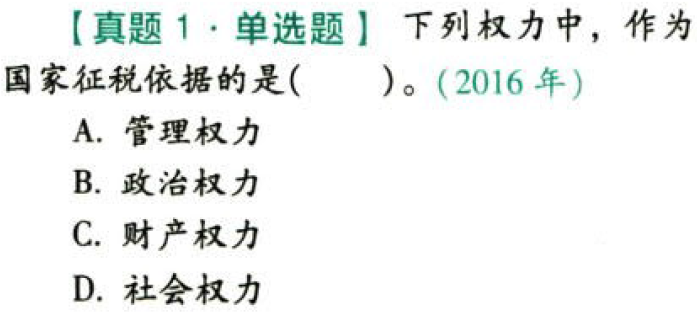 【真题 1·单选题】 下列权力中，作为
国家征税依据的是(　　)。(2016 年)
A. 管理权力
B. 政治权力
C. 财产权力
D. 社会权力